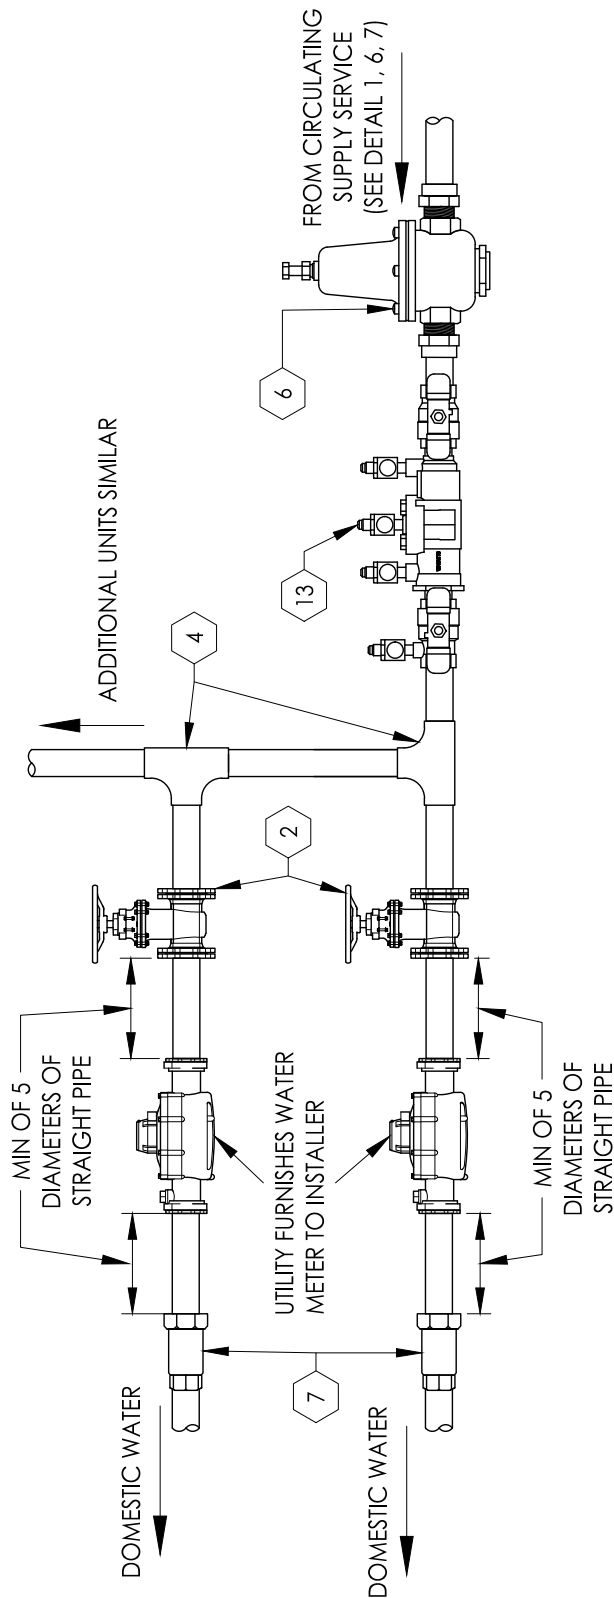 MIN OF 5
DIAMETERS OF
STRAIGHT PIPE
ADDITIONAL UNITS SIMILAR
DOMESTIC WATER
4
UTILITY FURNISHES WATER
METER TO INSTALLER
2
6
13
7
FROM CIRCULATING
SUPPLY SERVICE
(SEE DETAIL 1, 6, 7)
DOMESTIC WATER
MIN OF 5
DIAMETERS OF
STRAIGHT PIPE